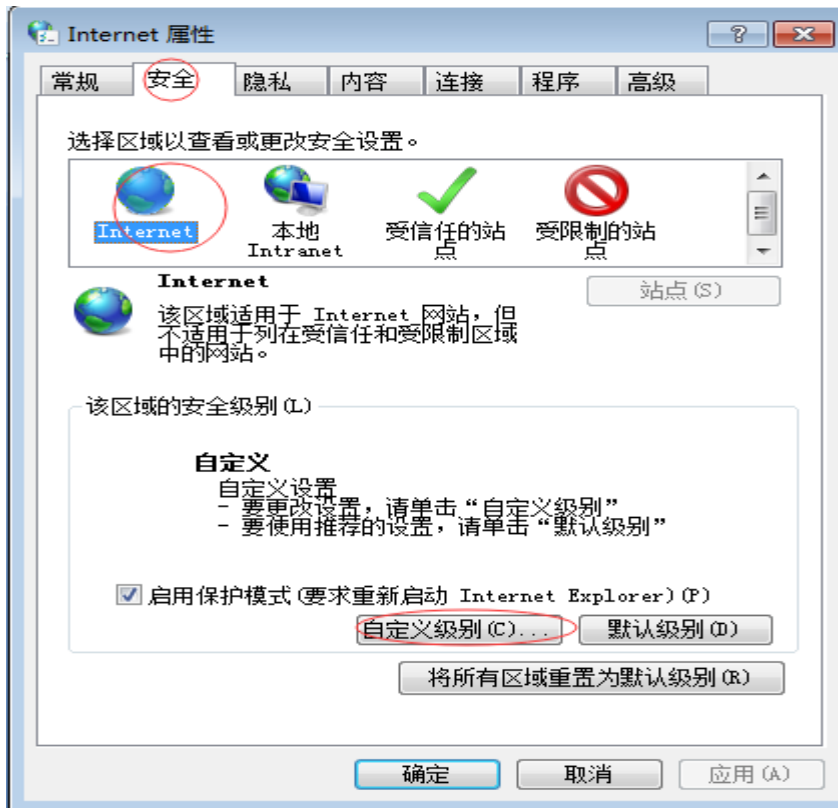 Internet 属性
常规 安全 隐私 内容 连接 程序 高级
选择区域以查看或更改安全设置。
Internet
本地
Intranet
受信任的站
点
受限制的站
点
Internet
站点(S)
该区域适用于 Internet 网站，但
不适用于列在受信任和受限制区域
中的网站。
该区域的安全级别(L)
自定义
自定义设置
- 要更改设置，请单击“自定义级别”
- 要使用推荐的设置，请单击“默认级别”
启用保护模式(要求重新启动 Internet Explorer)(P)
自定义级别(C)... 默认级别(D)
将所有区域重置为默认级别(R)
确定 取消 应用(A)